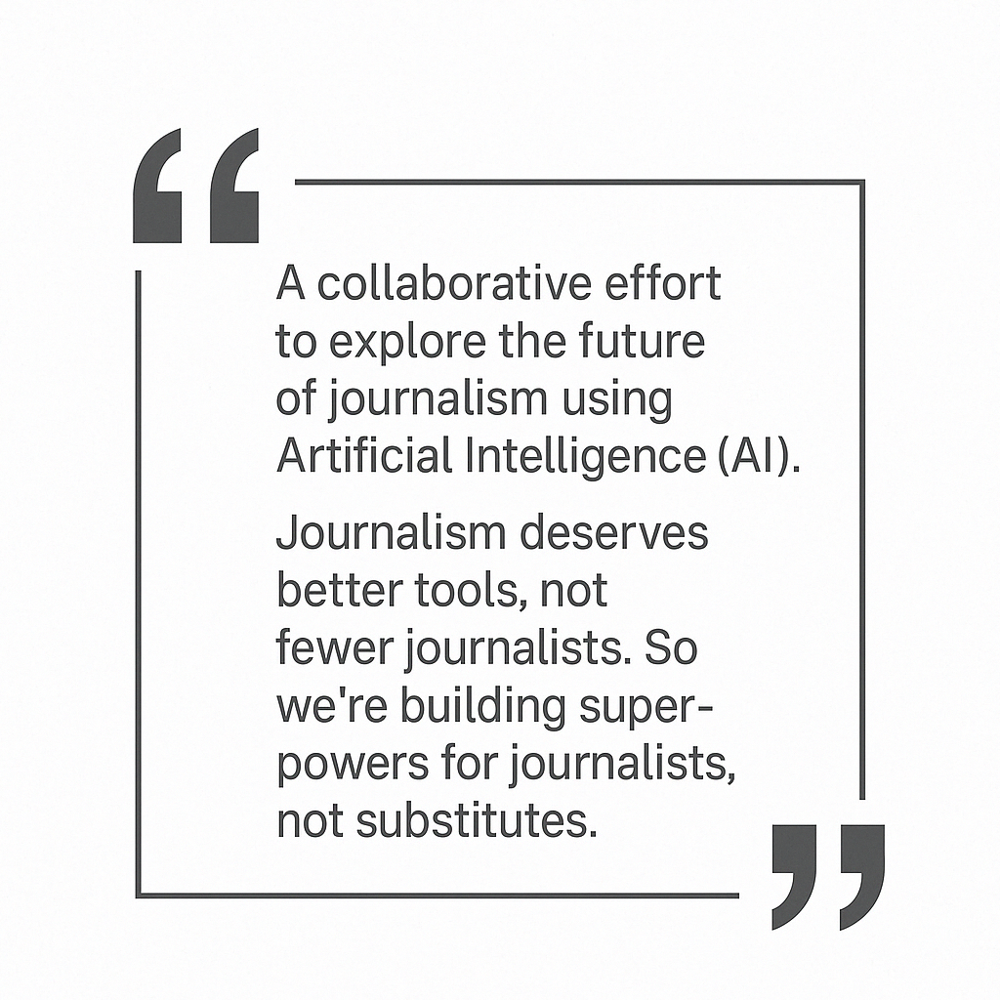 A collaborative effort
to explore the future
of journalism using
Artificial Intelligence (AI).
Journalism deserves
better tools, not
fewer journalists. So
we're building super-
powers for journalists,
not substitutes.